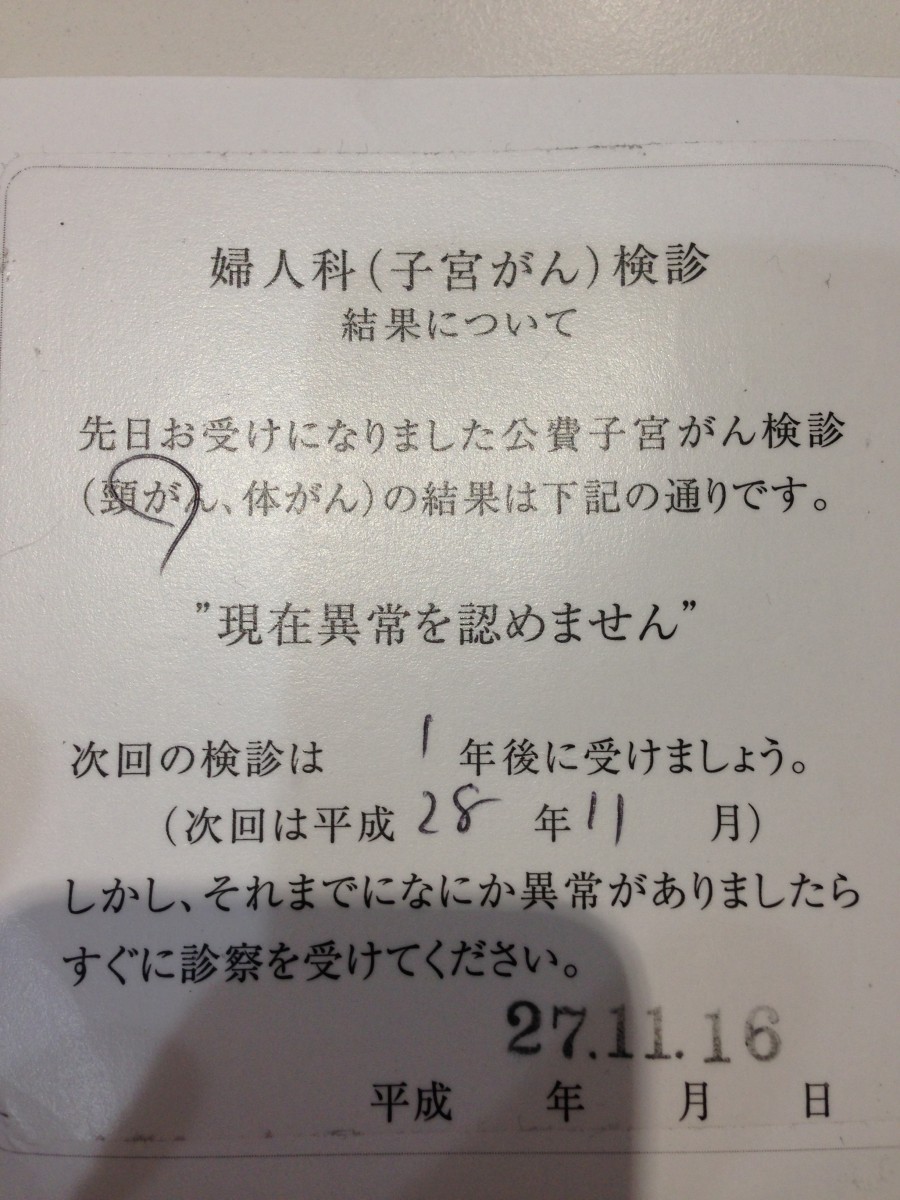 婦人科(子宮がん)検診
結果について
先日お受けになりました公費子宮がん検診
(頸がん、体がん)の結果は下記の通りです。
"現在異常を認めません"
次回の検診は 1 年後に受けましょう。
(次回は平成 28 年 11 月)
しかし、それまでになにか異常がありましたら
すぐに診察を受けてください。
27.11.16
平成 年 月 日